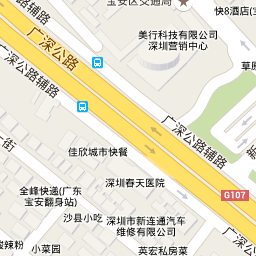 宝安区交通局
快8酒店(宝
美行科技有限公司
深圳营销中心
草
广深公路
广深公路辅路
广深公路辅路
街
佳欣城市快餐
全峰快递(广东
宝安翻身站)
深圳春天医院
G107
沙县小吃
深圳市新连通汽车
维修有限公司
广深公路辅路
酸辣粉
小菜园
英宏私房菜